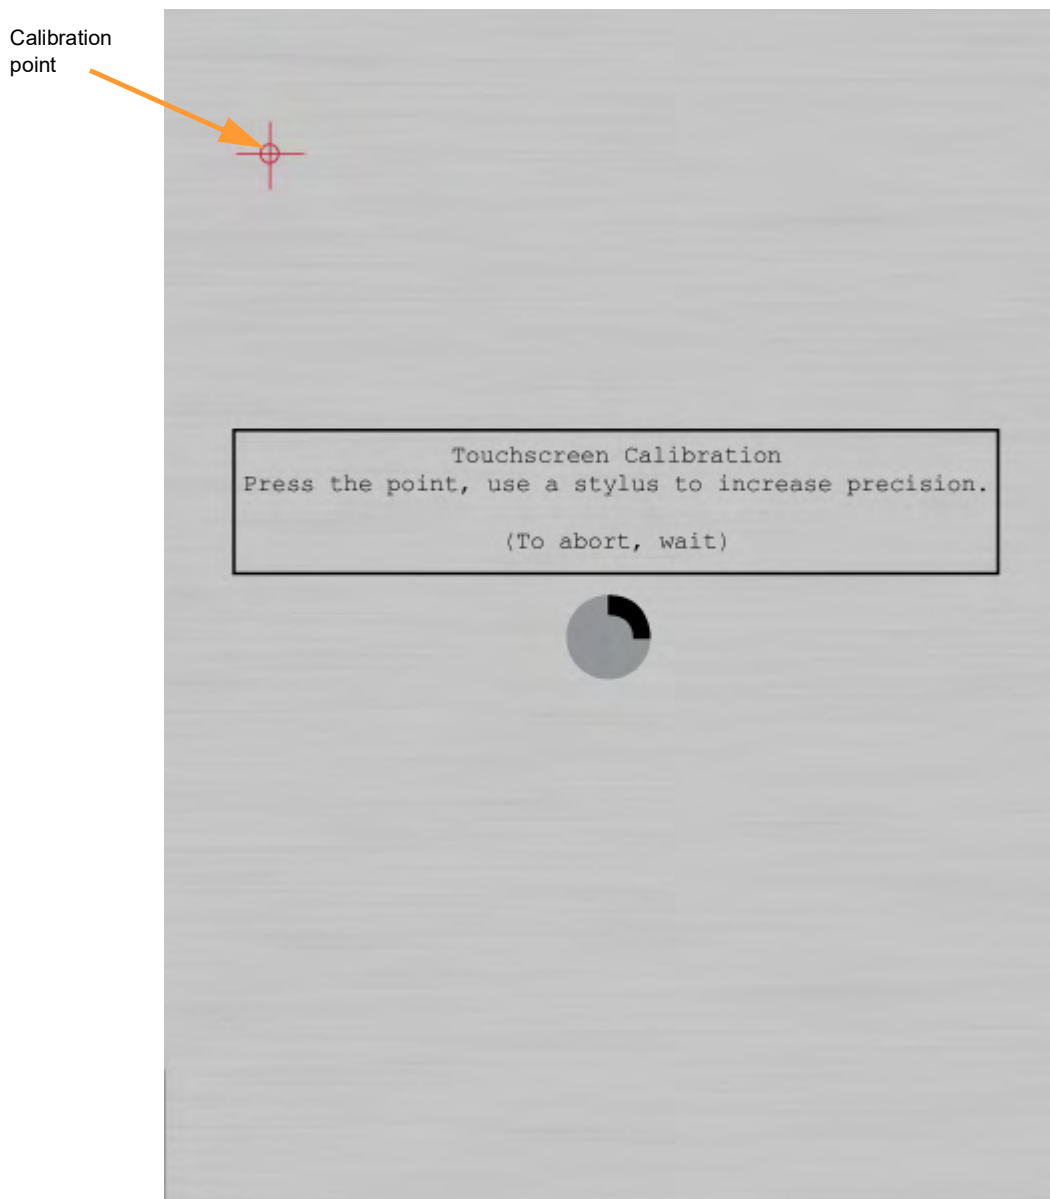 Calibration
point
Touchscreen Calibration
Press the point, use a stylus to increase precision.
(To abort, wait)